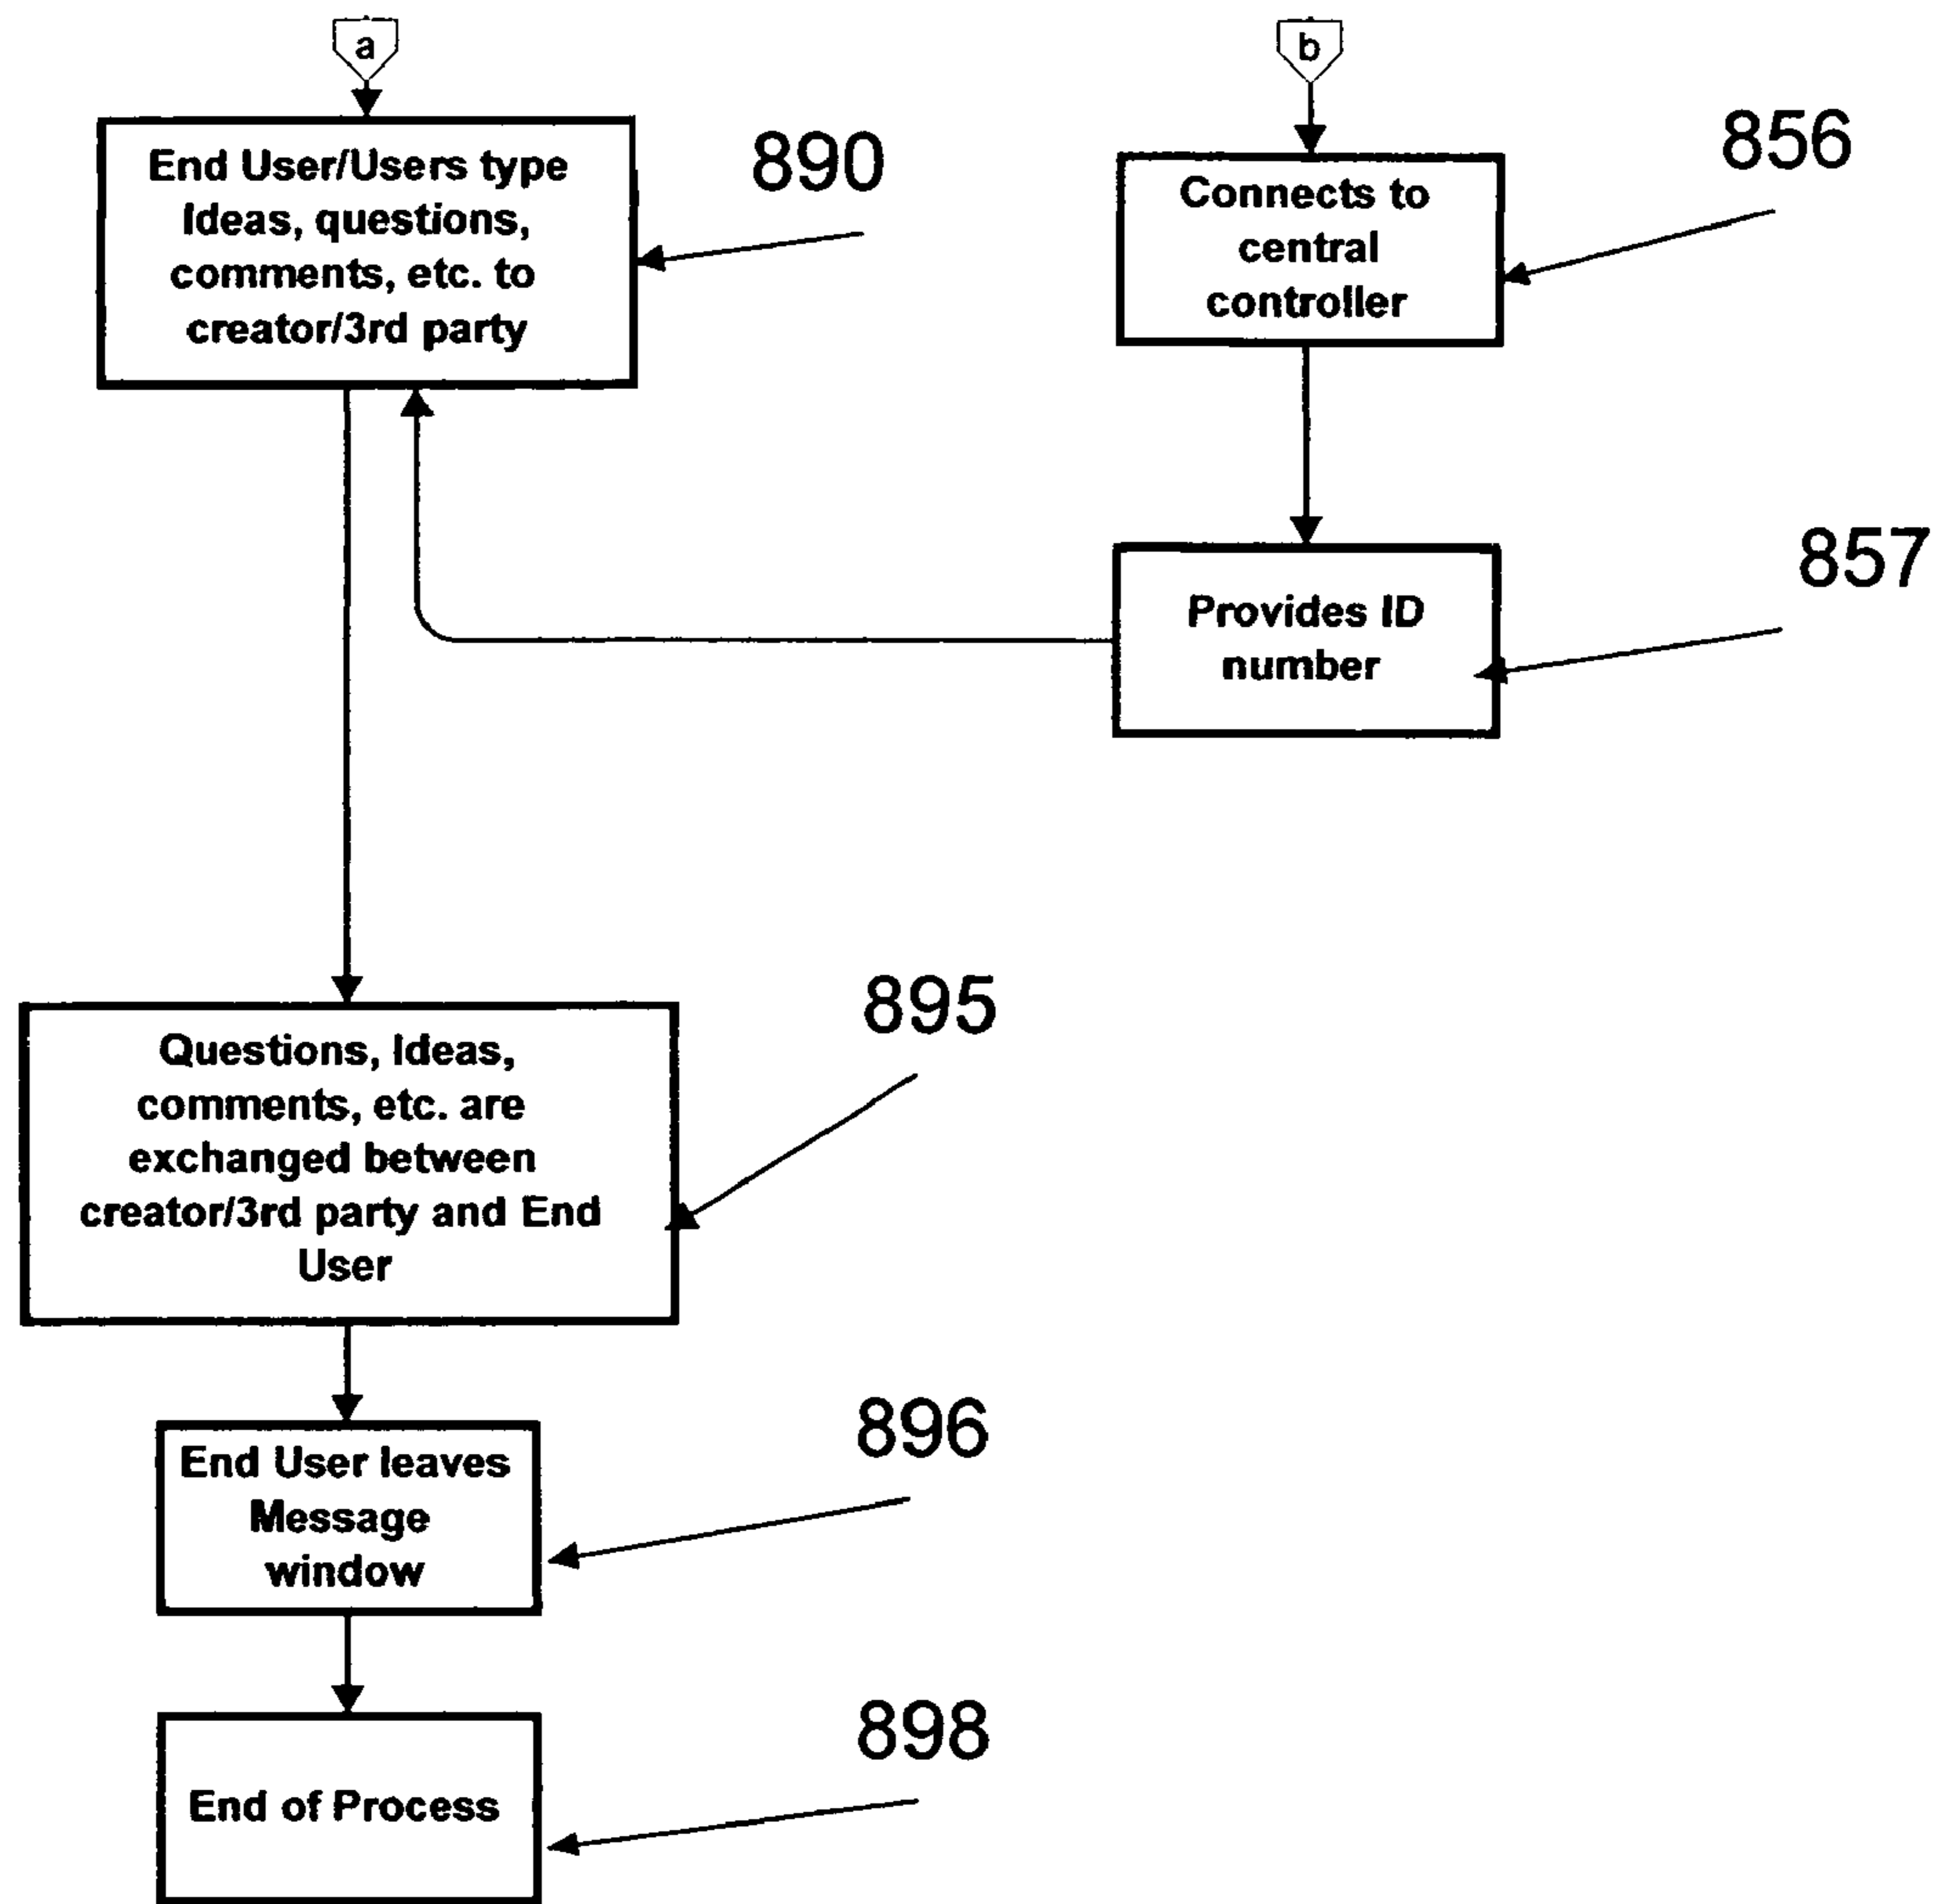 a
b
End User/Users type
Ideas, questions,
comments, etc. to
creator/3rd party
890
Connects to
central
controller
856
Provides ID
number
857
Questions, Ideas,
comments, etc. are
exchanged between
creator/3rd party and End
User
895
End User leaves
Message
window
896
End of Process
898